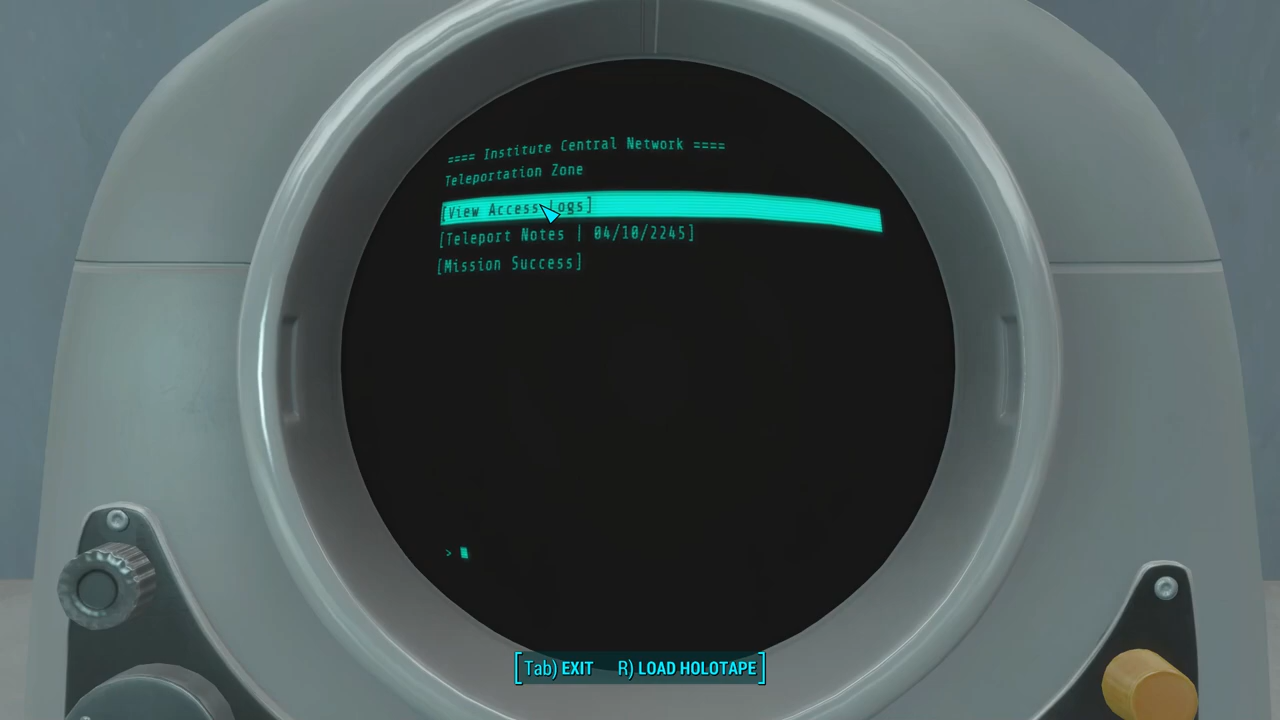 ==== Institute Central Network ====
Teleportation Zone
[View Access Logs]
[Teleport Notes | 04/10/2245]
[Mission Success]
>
[Tab) EXIT R) LOAD HOLOTAPE]